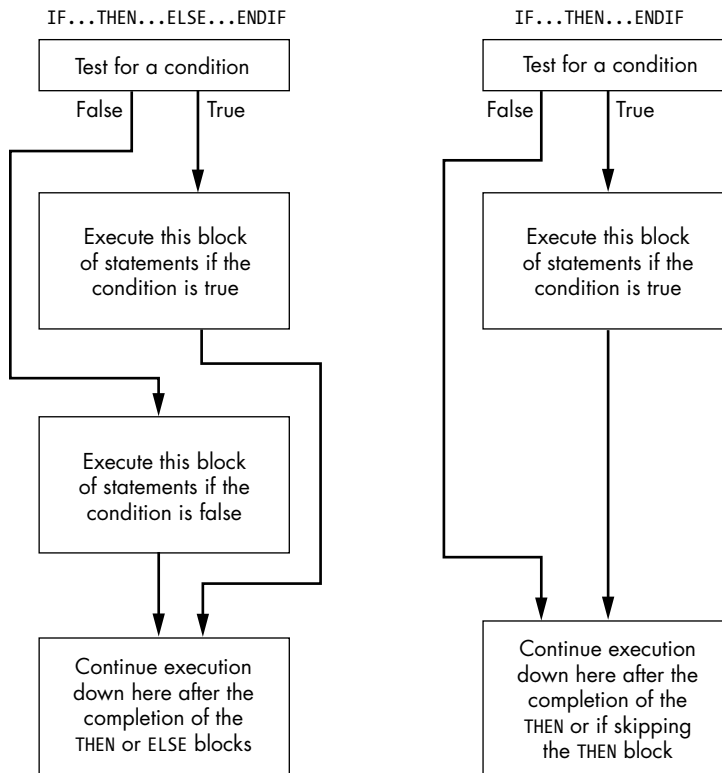 IF...THEN...ELSE...ENDIF
Test for a condition
False
True
Execute this block
of statements if the
condition is true
Execute this block
of statements if the
condition is false
Continue execution
down here after the
completion of the
THEN or ELSE blocks
IF...THEN...ENDIF
Test for a condition
False
True
Execute this block
of statements if the
condition is true
Continue execution
down here after the
completion of the
THEN or if skipping
the THEN block